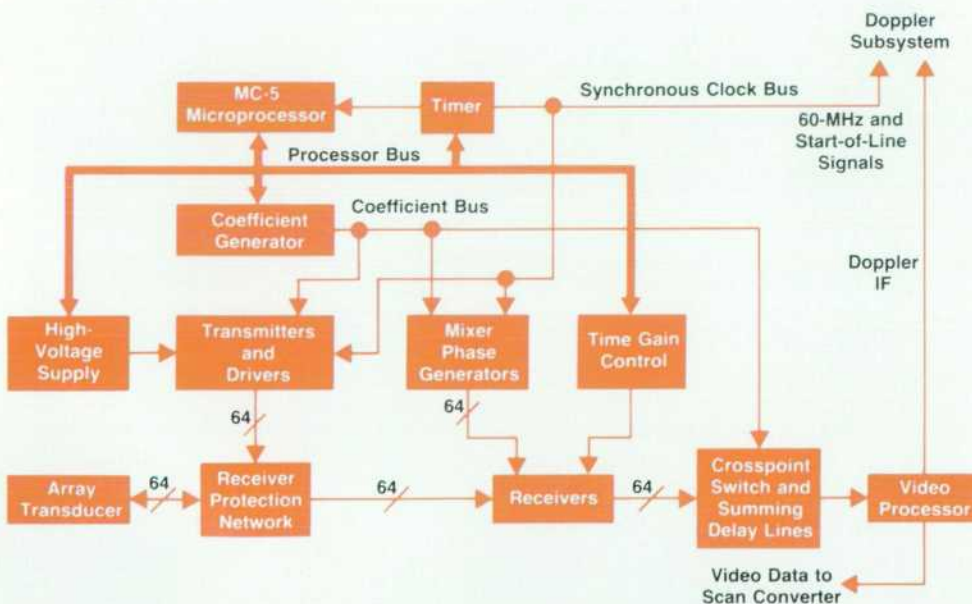 Doppler
Subsystem
MC-5
Microprocessor
Timer
Synchronous Clock Bus
60-MHz and
Start-of-Line
Signals
Processor Bus
Coefficient
Generator
Coefficient Bus
Doppler
IF
High-
Voltage
Supply
Transmitters
and
Drivers
Mixer
Phase
Generators
Time Gain
Control
64
64
Array
Transducer
64
Receiver
Protection
Network
64
Receivers
64
Crosspoint
Switch and
Summing
Delay Lines
Video
Processor
Video Data to
Scan Converter